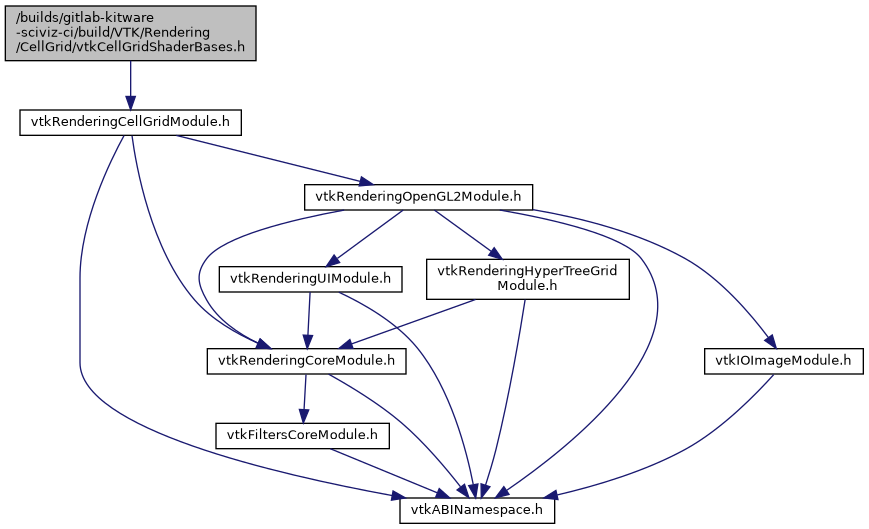 /builds/gitlab-kitware
-sciviz-ci/build/VTK/Rendering
/CellGrid/vtkCellGridShaderBases.h
vtkRenderingCellGridModule.h
vtkRenderingOpenGL2Module.h
vtkRenderingUIModule.h
vtkRenderingHyperTreeGrid
Module.h
vtkRenderingCoreModule.h
vtkIOImageModule.h
vtkFiltersCoreModule.h
vtkABINamespace.h